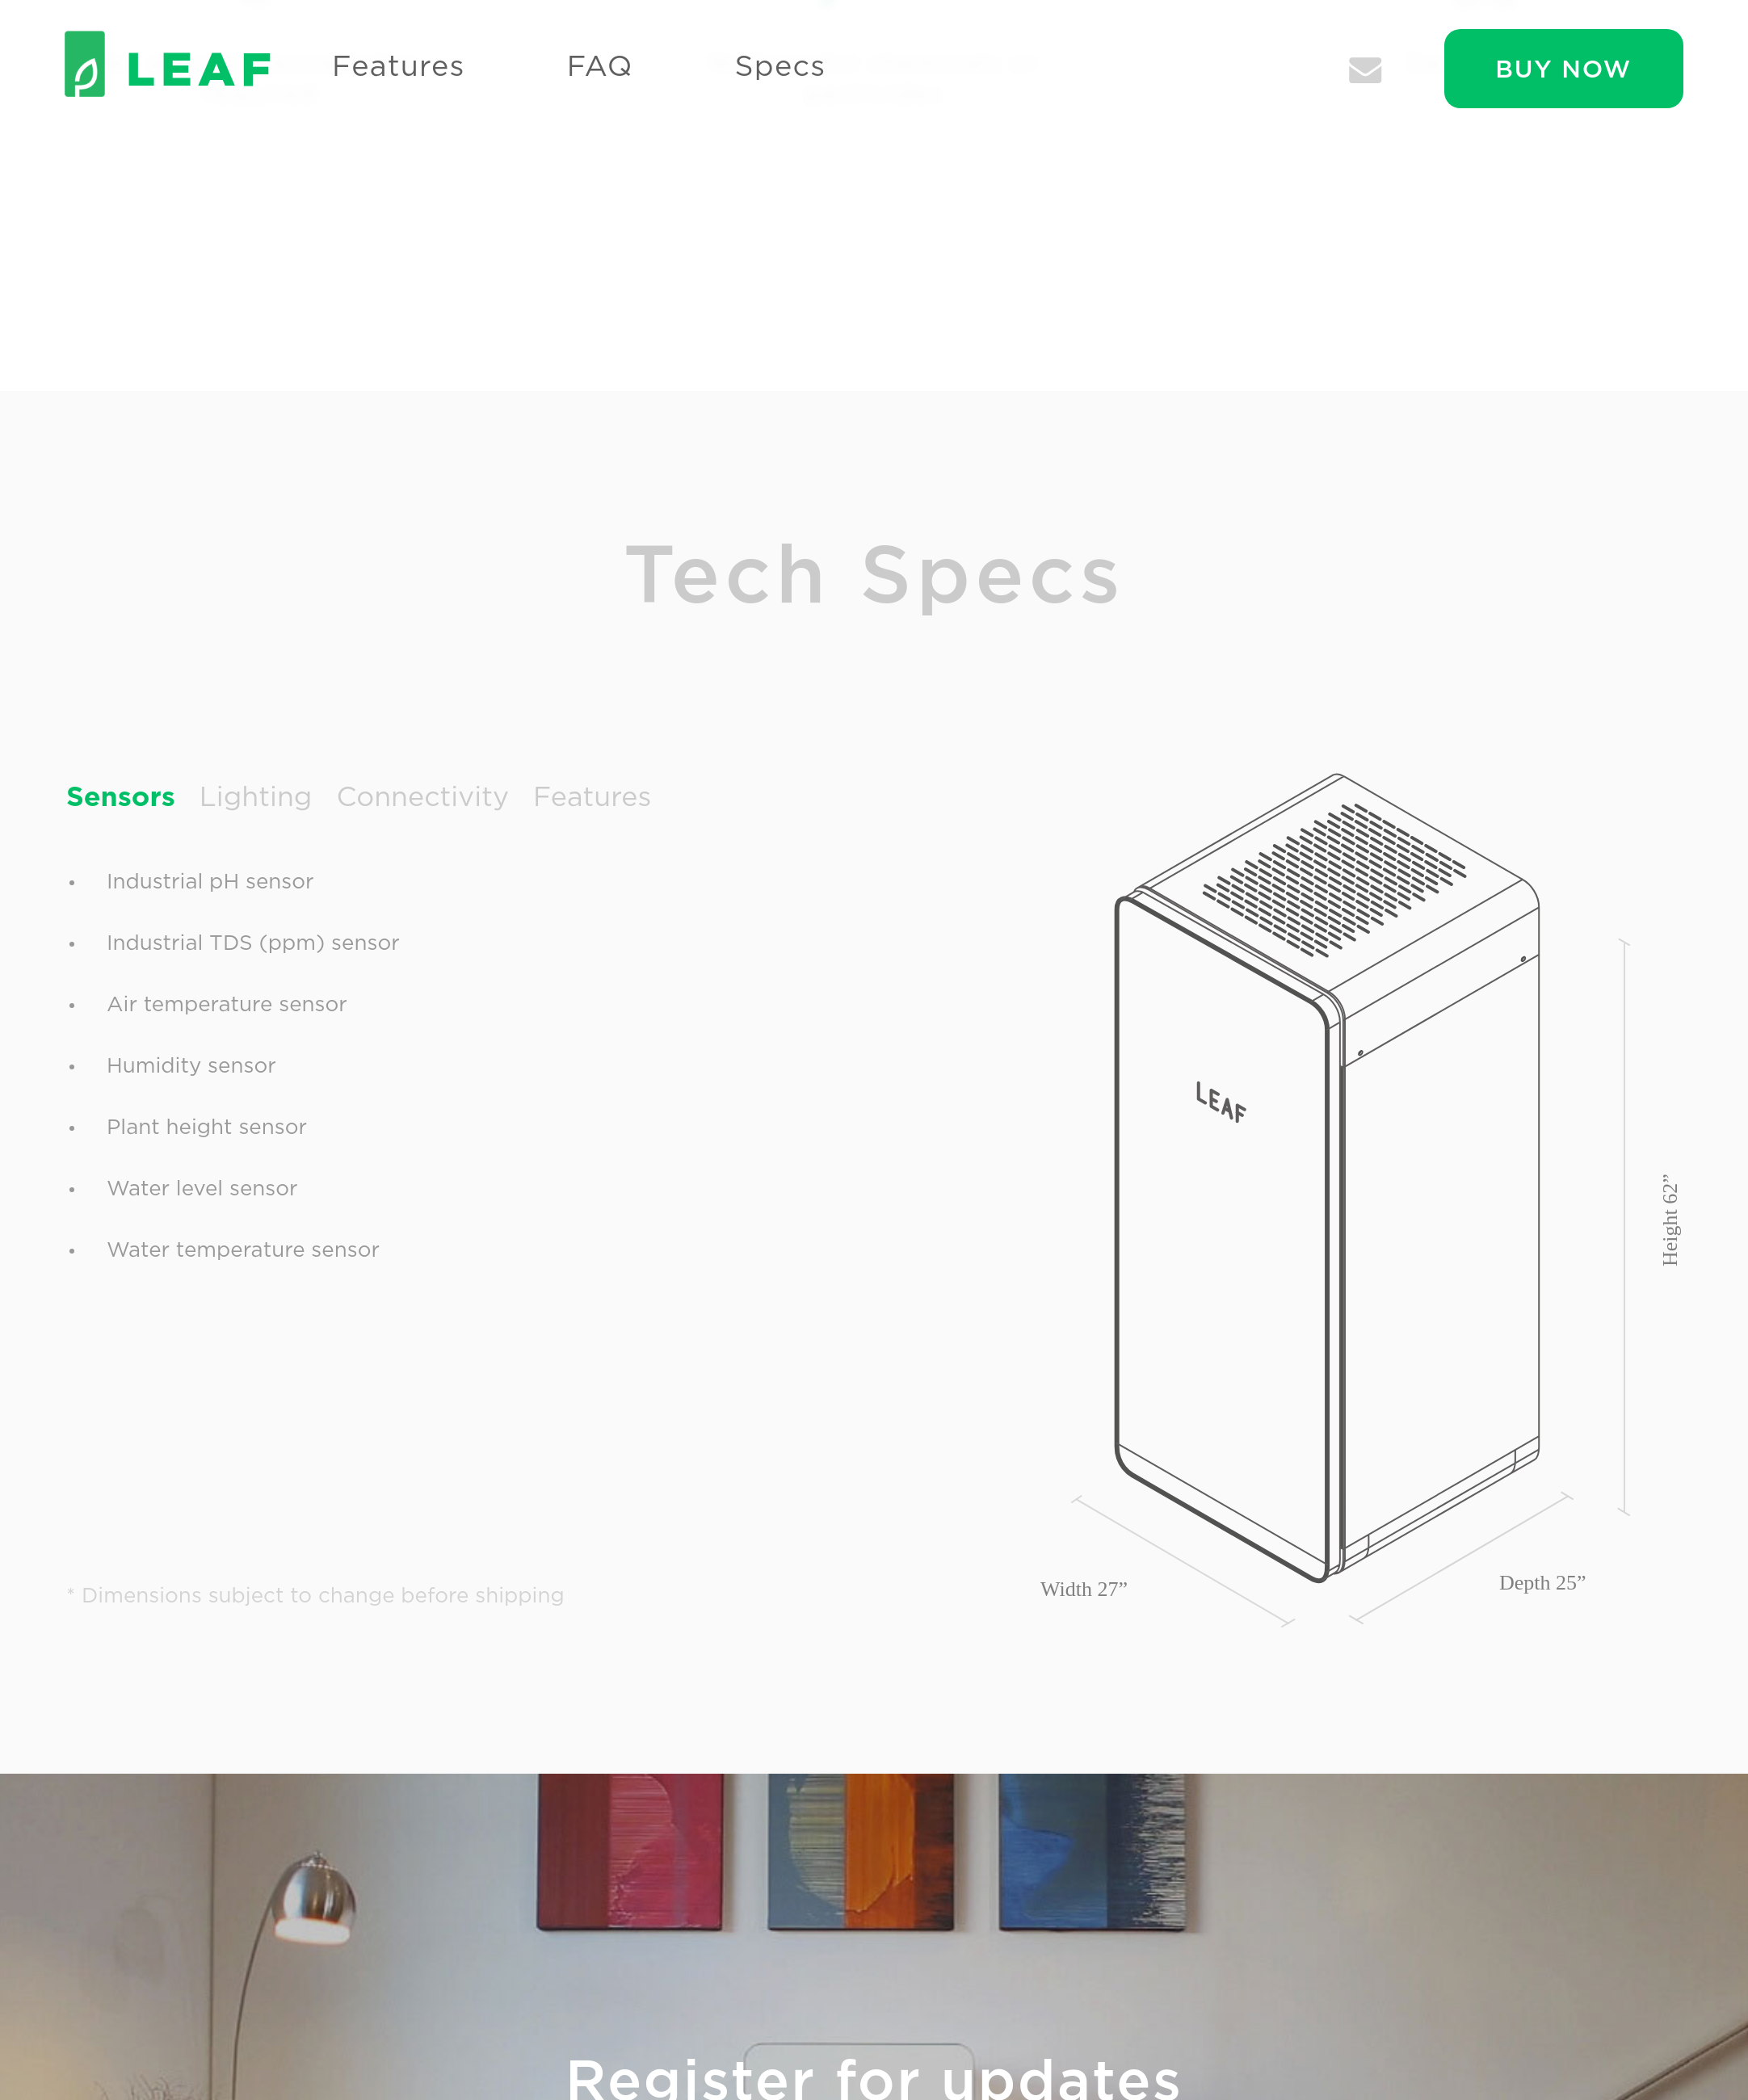 LEAF
Features
FAQ
Specs
BUY NOW
Tech Specs
Sensors Lighting Connectivity Features
• Industrial pH sensor
• Industrial TDS (ppm) sensor
• Air temperature sensor
• Humidity sensor
• Plant height sensor
• Water level sensor
• Water temperature sensor
LEAF
Height 62”
Width 27”
Depth 25”
* Dimensions subject to change before shipping
Register for updates